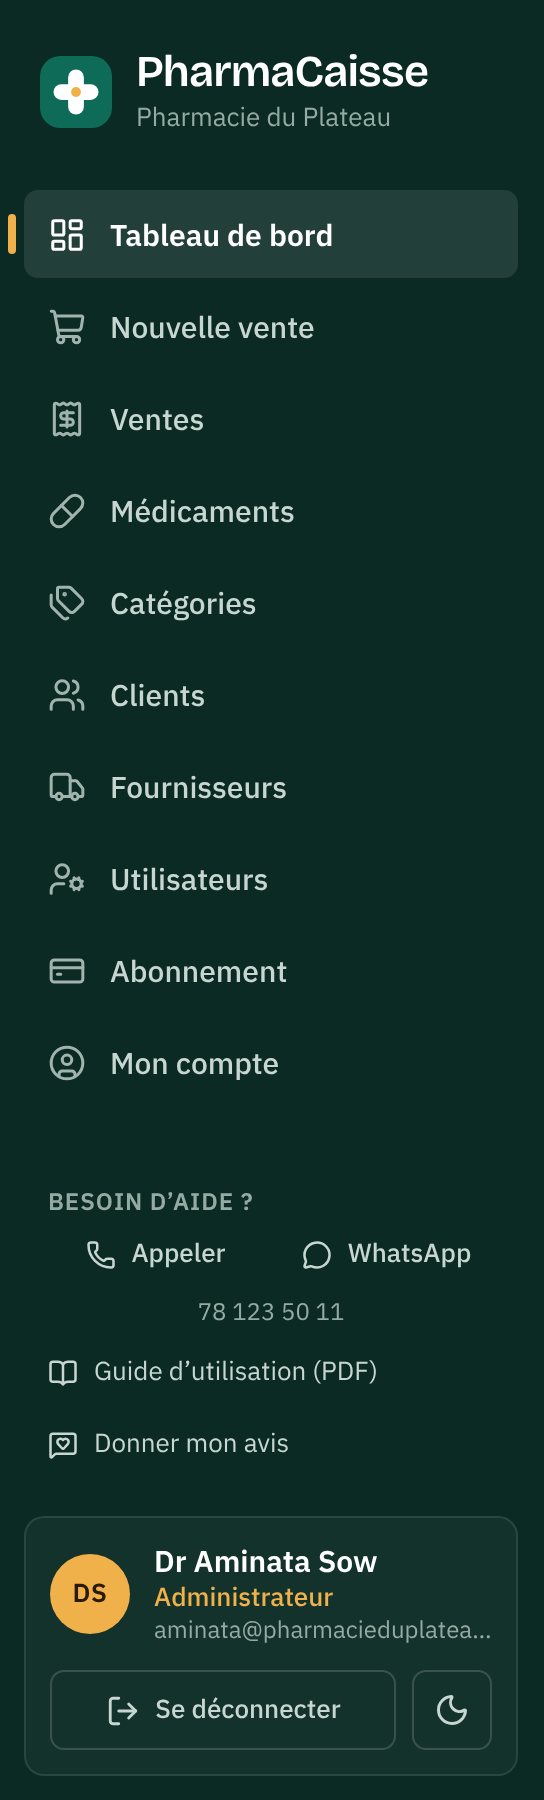 PharmaCaisse
Pharmacie du Plateau
Tableau de bord
Nouvelle vente
Ventes
Médicaments
Catégories
Clients
Fournisseurs
Utilisateurs
Abonnement
Mon compte
BESOIN D’AIDE ?
Appeler
WhatsApp
78 123 50 11
Guide d’utilisation (PDF)
Donner mon avis
DS
Dr Aminata Sow
Administrateur
aminata@pharmacieduplatea...
Se déconnecter